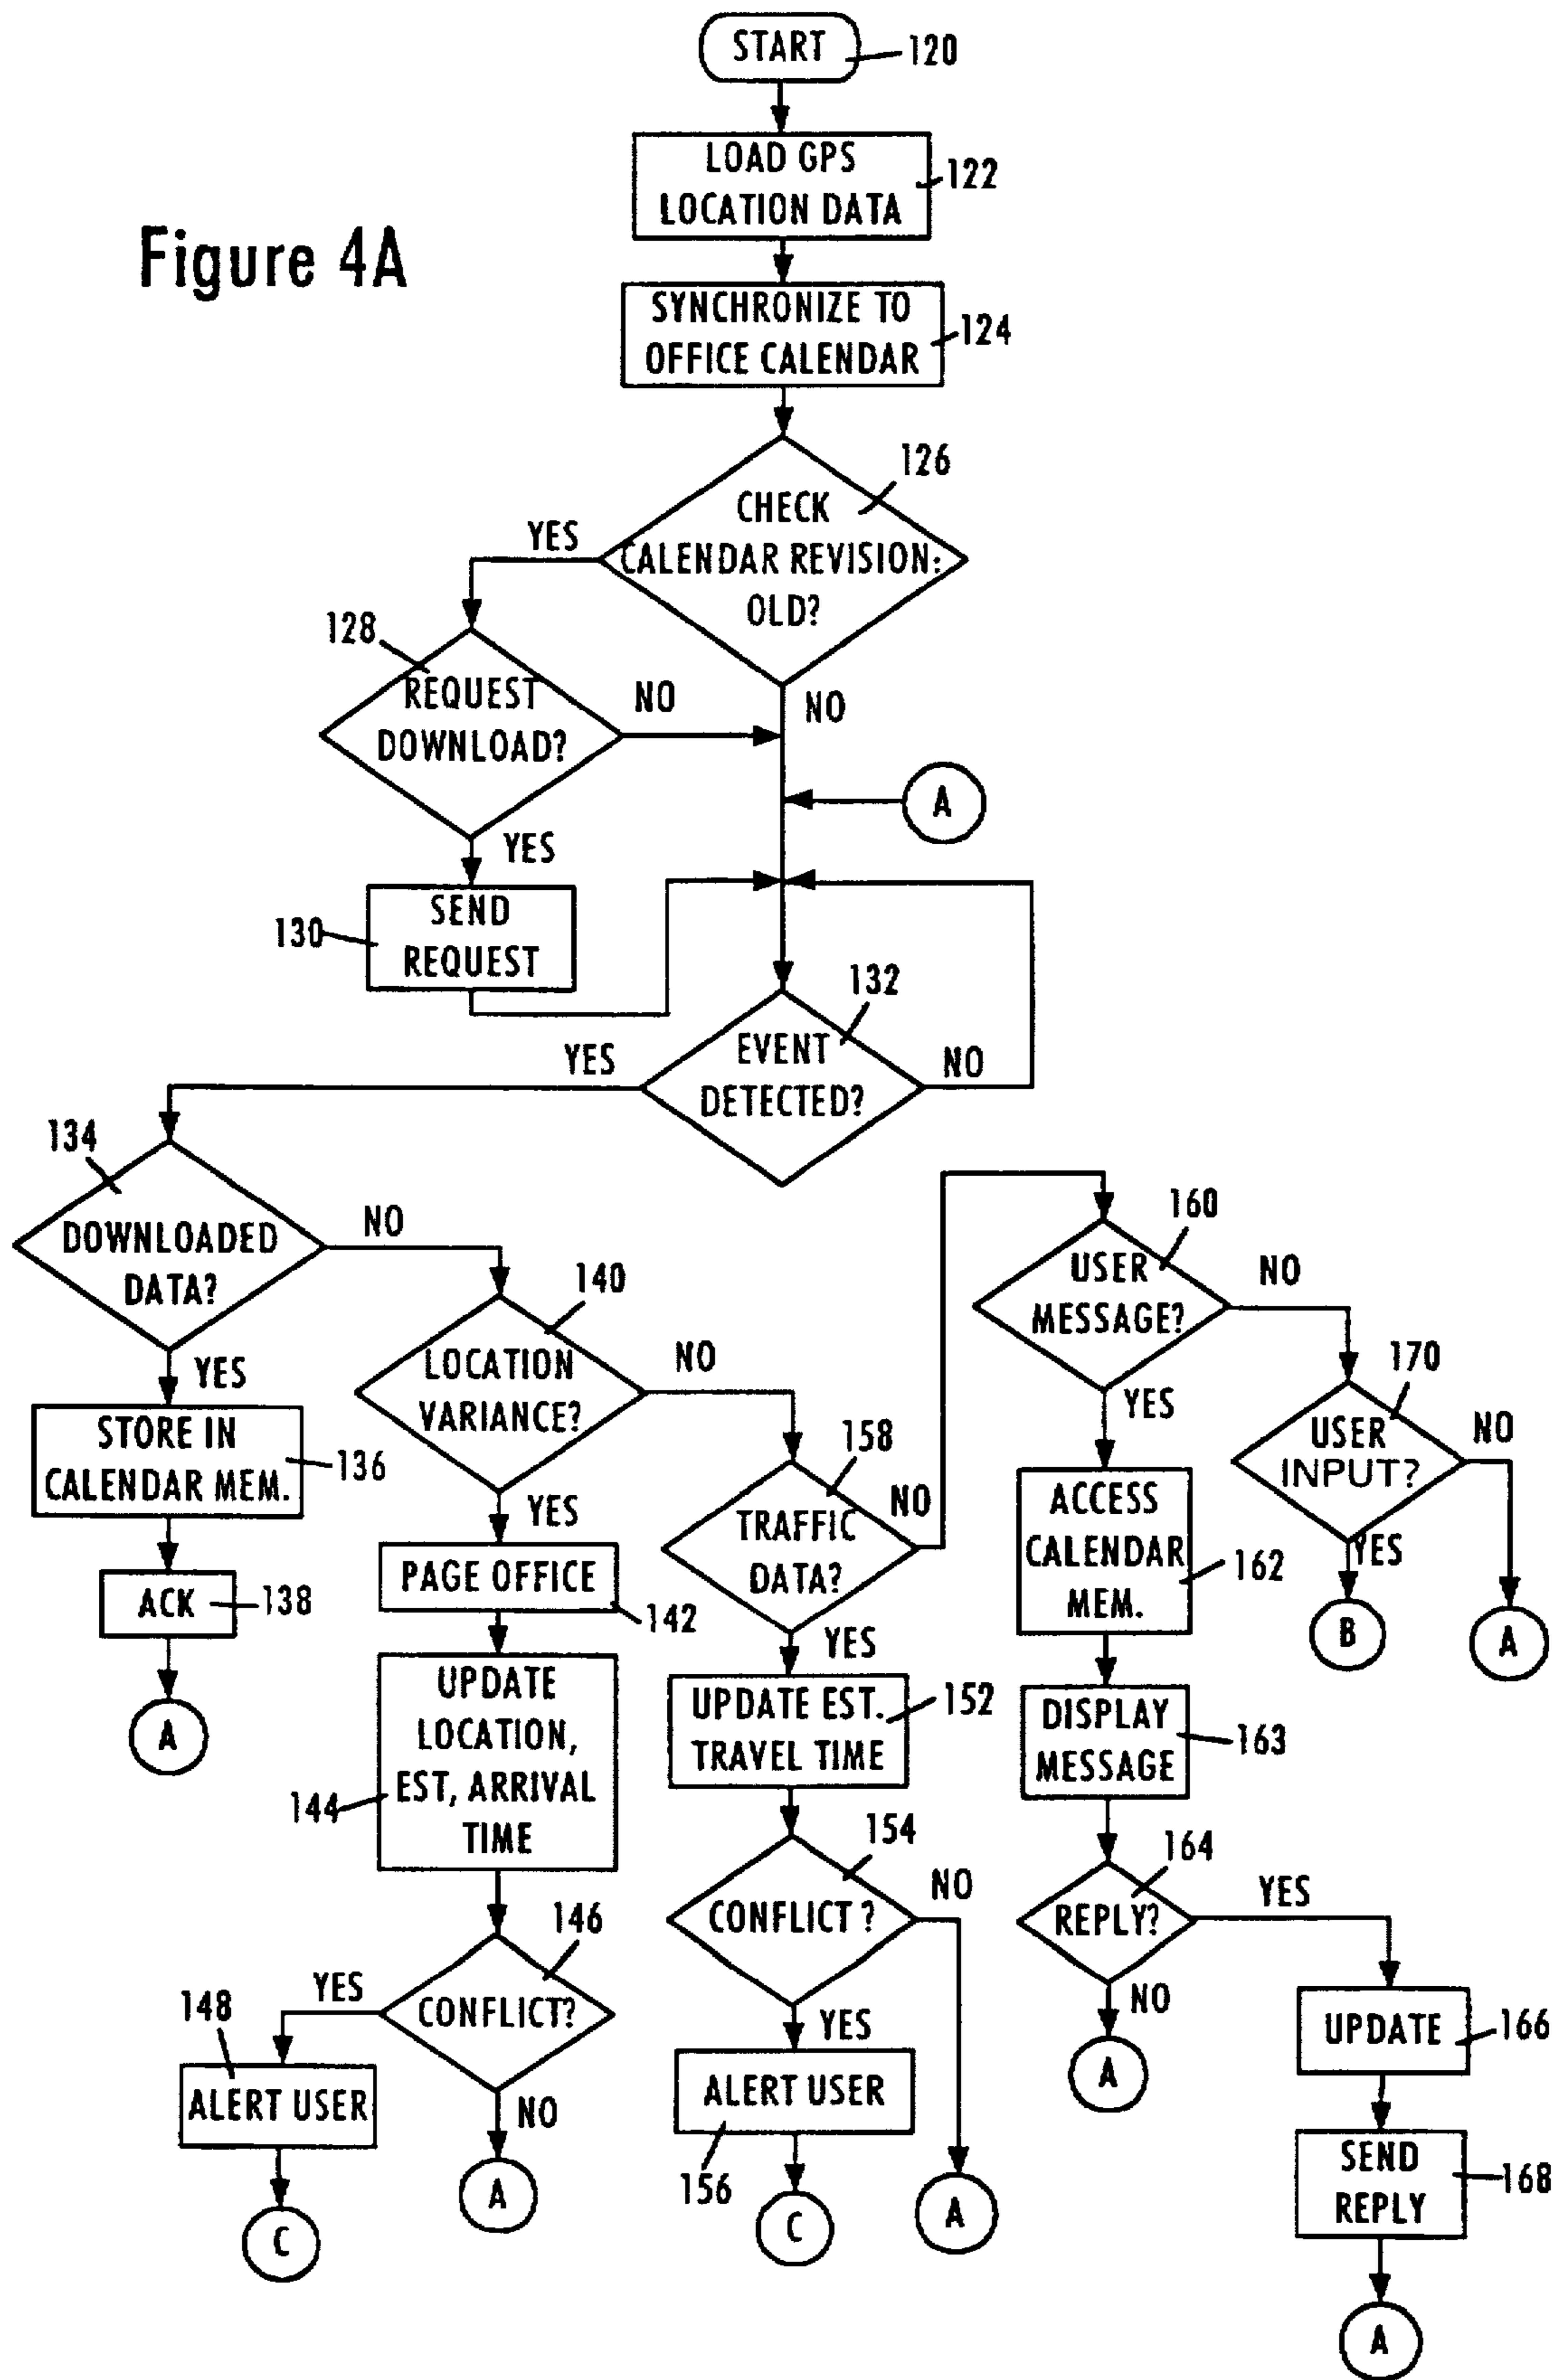 START
120
LOAD GPS
LOCATION DATA
122
Figure 4A
SYNCHRONIZE TO
OFFICE CALENDAR
124
126
CHECK
CALENDAR REVISION:
OLD?
YES
NO
128
REQUEST
DOWNLOAD?
NO
YES
A
SEND
REQUEST
130
132
EVENT
DETECTED?
YES
NO
134
DOWNLOADED
DATA?
NO
YES
STORE IN
CALENDAR MEM.
136
ACK
138
A
140
LOCATION
VARIANCE?
NO
YES
PAGE OFFICE
142
UPDATE
LOCATION,
EST, ARRIVAL
TIME
144
146
CONFLICT?
YES
NO
148
ALERT USER
C
A
158
TRAFFIC
DATA?
NO
YES
UPDATE EST.
TRAVEL TIME
152
154
CONFLICT ?
NO
YES
ALERT USER
156
C
A
160
USER
MESSAGE?
NO
YES
ACCESS
CALENDAR
MEM.
162
DISPLAY
MESSAGE
163
164
REPLY?
YES
NO
A
UPDATE
166
SEND
REPLY
168
A
170
USER
INPUT?
NO
YES
B
A